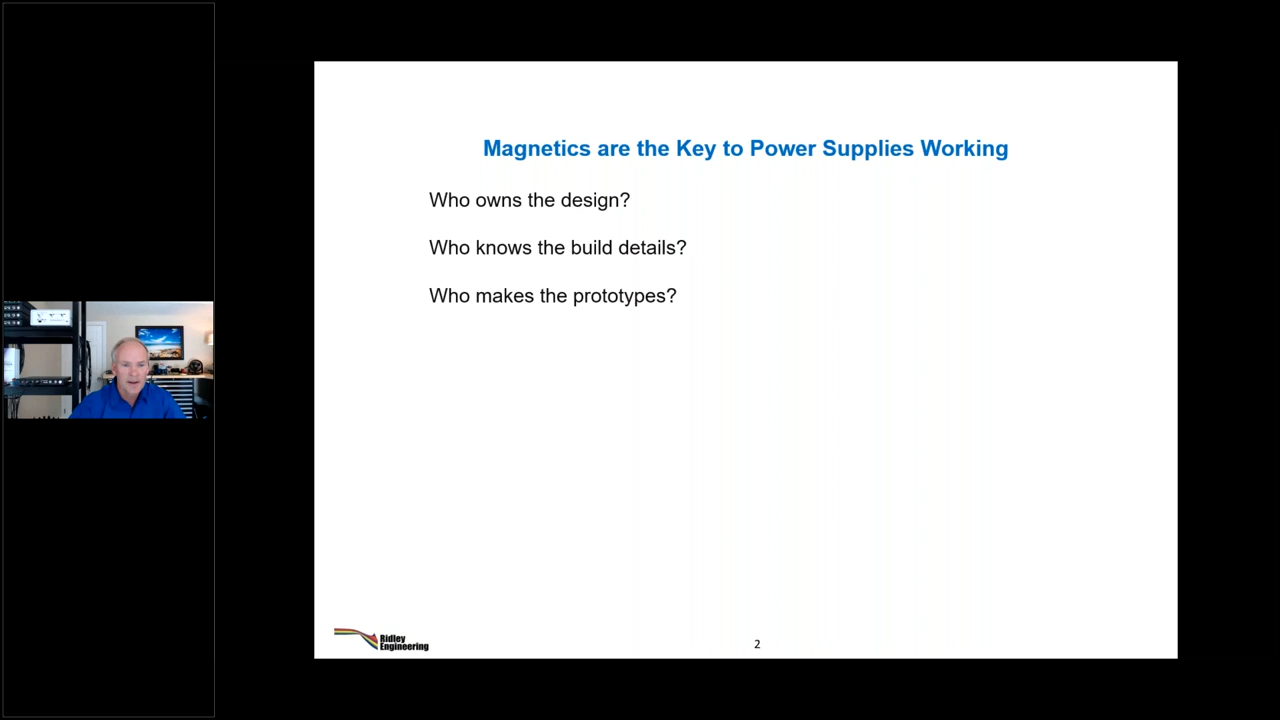 Magnetics are the Key to Power Supplies Working
Who owns the design?
Who knows the build details?
Who makes the prototypes?
Ridley
Engineering
2